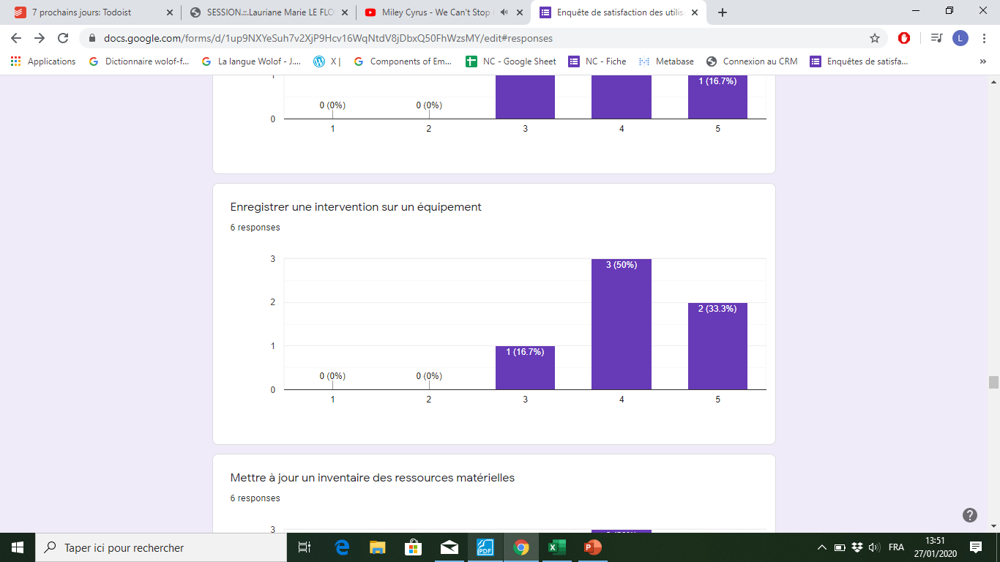 7 prochains jours: Todoist
SESSION.::.Lauriane Marie LE FLO
Miley Cyrus - We Can't Stop
Enquête de satisfaction des utilis
docs.google.com/forms/d/1up9NXYeSuh7v2XjP9Hcv16WqNtdV8jDbxQ50FhWzsMY/edit#responses
L
Applications
Dictionnaire wolof-f...
La langue Wolof - J....
X |
Components of Em...
NC - Google Sheet
NC - Fiche
Metabase
Connexion au CRM
Enquêtes de satisfa...
»
1 (16.7%)
0 (0%)
0 (0%)
0
1
2
3
4
5
Enregistrer une intervention sur un équipement
6 responses
3
3 (50%)
2
2 (33.3%)
1
1 (16.7%)
0 (0%)
0 (0%)
0
1
2
3
4
5
Mettre à jour un inventaire des ressources matérielles
6 responses
3
?
Taper ici pour rechercher
PDF
FRA
13:51
27/01/2020